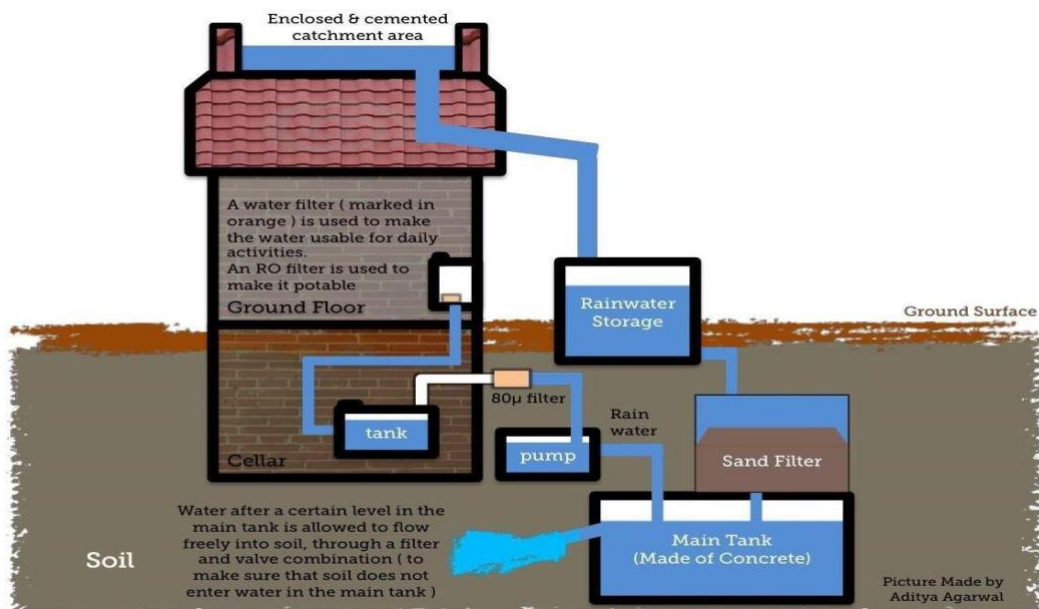 Enclosed & cemented
catchment area
A water filter ( marked in
orange ) is used to make
the water usable for daily
activities.
An RO filter is used to
make it potable
Ground Floor
Rainwater
Storage
Ground Surface
80μ filter
tank
Cellar
pump
Rain
water
Sand Filter
Water after a certain level in the
main tank is allowed to flow
freely into soil, through a filter
and valve combination ( to
make sure that soil does not
enter water in the main tank )
Soil
Main Tank
(Made of Concrete)
Picture Made by
Aditya Agarwal